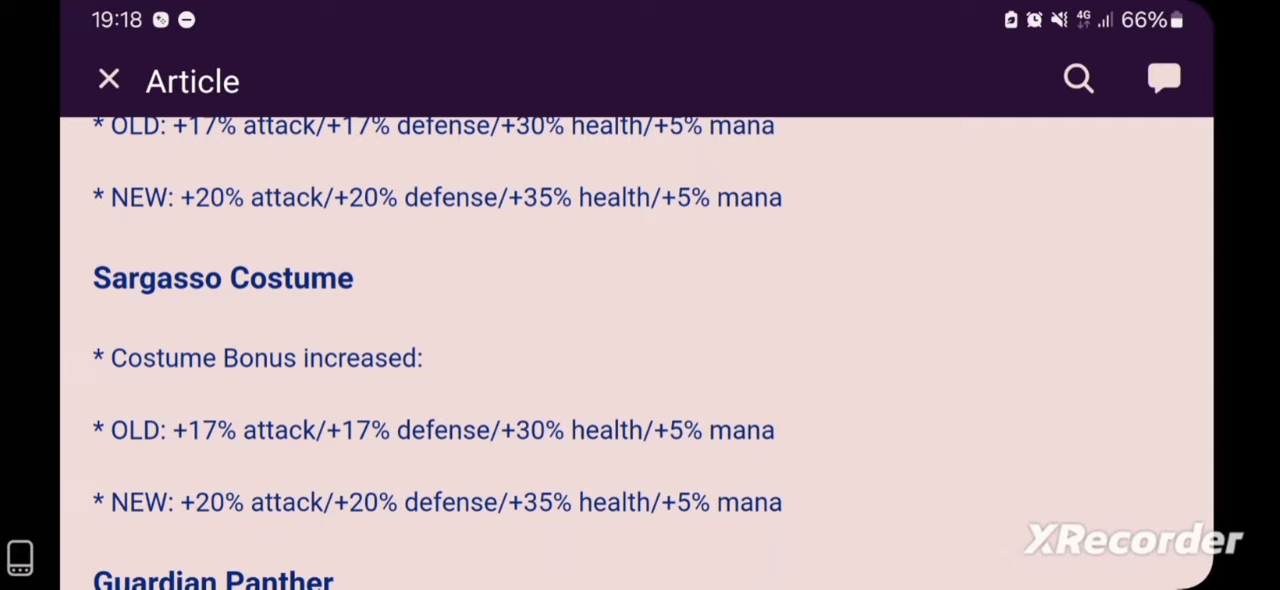 19:18 4G 66%
Article
* OLD: +17% attack/+17% defense/+30% health/+5% mana
* NEW: +20% attack/+20% defense/+35% health/+5% mana
Sargasso Costume
* Costume Bonus increased:
* OLD: +17% attack/+17% defense/+30% health/+5% mana
* NEW: +20% attack/+20% defense/+35% health/+5% mana
XRecorder
Guardian Panther